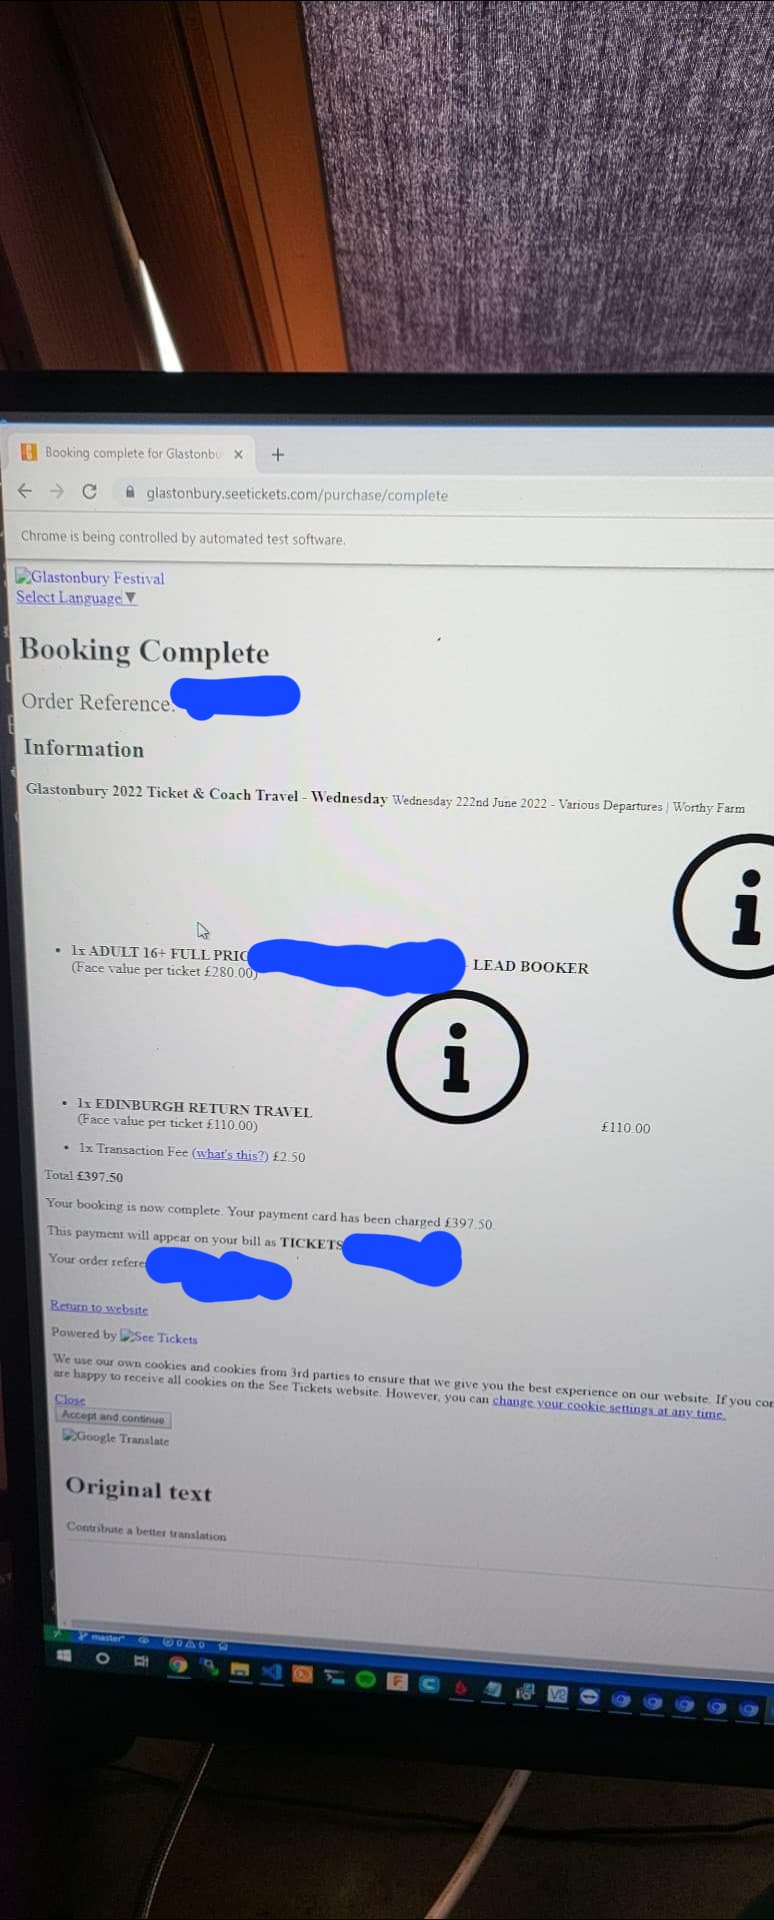 Booking complete for Glastonbu
glastonbury.seetickets.com/purchase/complete
Chrome is being controlled by automated test software.
Glastonbury Festival
Select Language▼
Booking Complete
Order Reference:
Information
Glastonbury 2022 Ticket & Coach Travel - Wednesday Wednesday 222nd June 2022 - Various Departures | Worthy Farm
i
• 1x ADULT 16+ FULL PRIC LEAD BOOKER
(Face value per ticket £280.00)
i
• 1x EDINBURGH RETURN TRAVEL
(Face value per ticket £110.00) £110.00
• 1x Transaction Fee (what's this?) £2.50
Total £397.50
Your booking is now complete. Your payment card has been charged £397.50.
This payment will appear on your bill as TICKETS
Your order refere
Return to website
Powered by See Tickets
We use our own cookies and cookies from 3rd parties to ensure that we give you the best experience on our website. If you con
are happy to receive all cookies on the See Tickets website. However, you can change your cookie settings at any time.
Close
Accept and continue
Google Translate
Original text
Contribute a better translation
master* 0 0